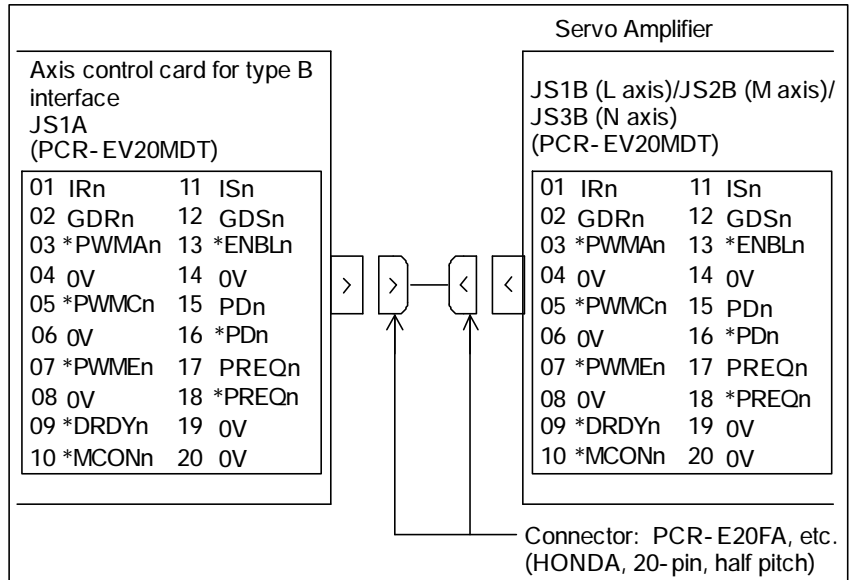 Servo Amplifier
Axis control card for type B
interface
JS1A
(PCR-EV20MDT)
01 IRn 11 ISn
02 GDRn 12 GDSn
03 *PWMAn 13 *ENBLn
04 0V 14 0V
05 *PWMCn 15 PDn
06 0V 16 *PDn
07 *PWMEn 17 PREQn
08 0V 18 *PREQn
09 *DRDYn 19 0V
10 *MCONn 20 0V
JS1B (L axis)/JS2B (M axis)/
JS3B (N axis)
(PCR-EV20MDT)
01 IRn 11 ISn
02 GDRn 12 GDSn
03 *PWMAn 13 *ENBLn
04 0V 14 0V
05 *PWMCn 15 PDn
06 0V 16 *PDn
07 *PWMEn 17 PREQn
08 0V 18 *PREQn
09 *DRDYn 19 0V
10 *MCONn 20 0V
> > < <
Connector: PCR-E20FA, etc.
(HONDA, 20-pin, half pitch)